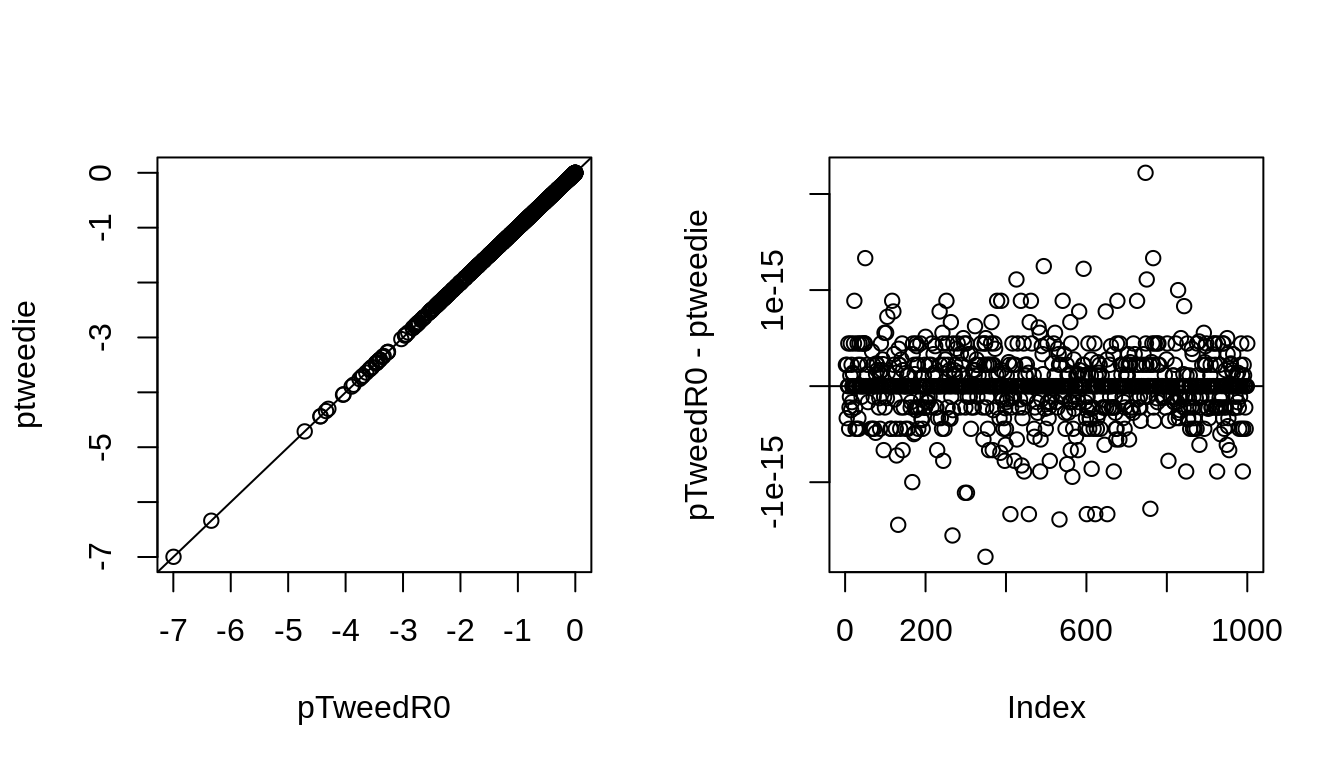 ptweedie
0
-1
-3
-5
-7
-7 -6 -5 -4 -3 -2 -1 0
pTweedR0
pTweedR0 - ptweedie
1e-15
-1e-15
0 200 600 1000
Index